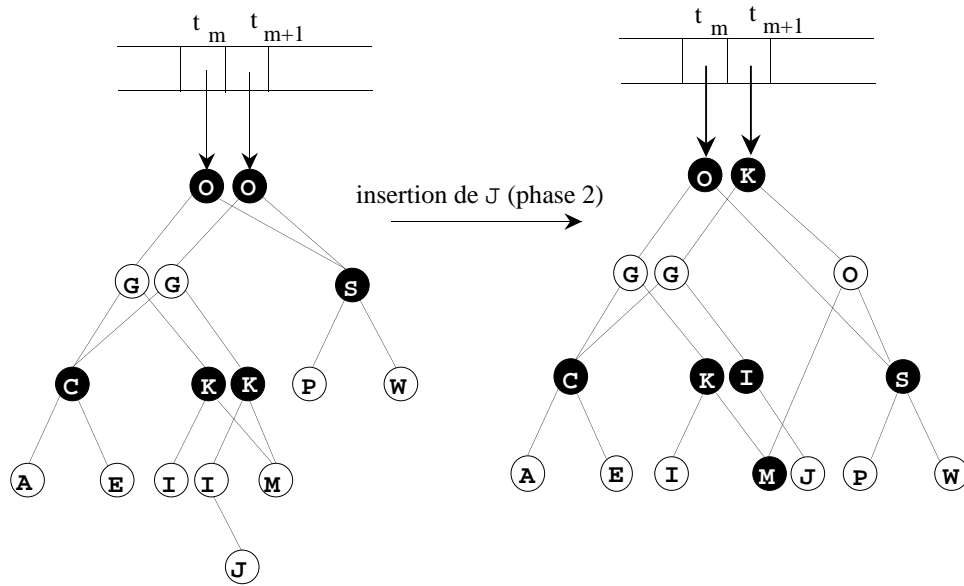 t m t m+1
t m t m+1
O O
insertion de J (phase 2)
O K
G G S
G G O
C K K P W
C K I S
A E I I M
A E I M J P W
J